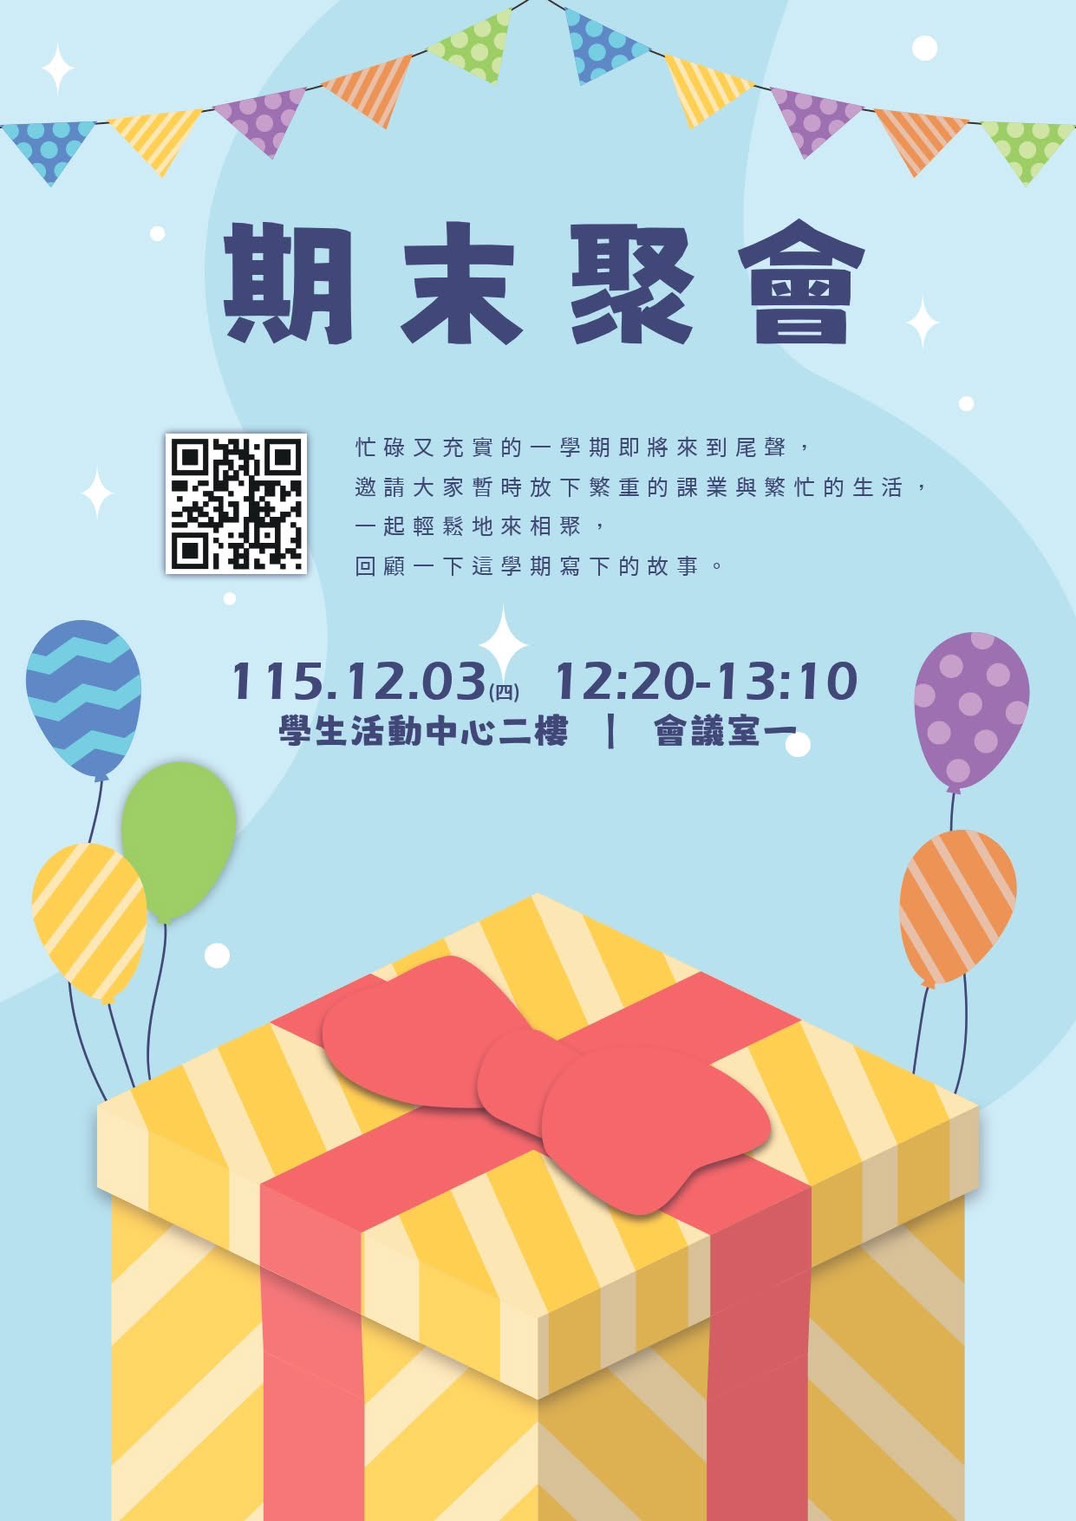 期末聚會
忙碌又充實的一學期即將來到尾聲，
邀請大家暫時放下繁重的課業與繁忙的生活，
一起輕鬆地來相聚，
回顧一下這學期寫下的故事。
115.12.03(四) 12:20-13:10
學生活動中心二樓 | 會議室一